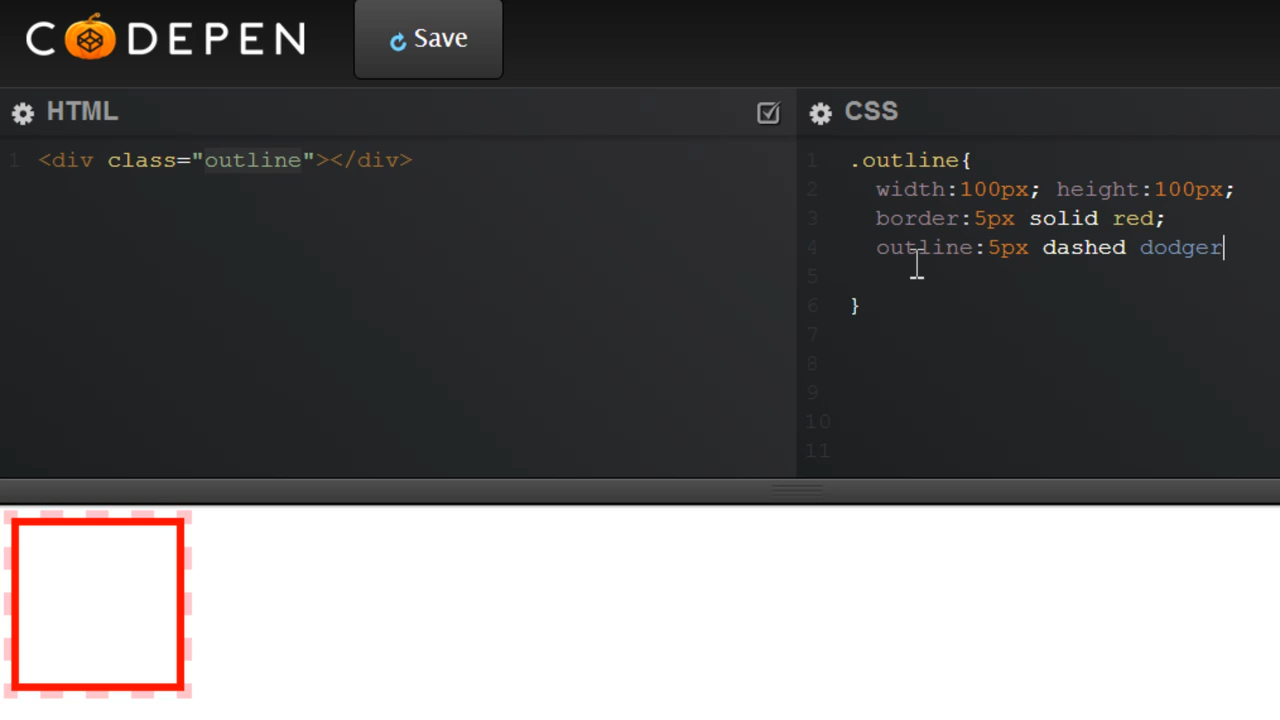 CODEPEN
Save
HTML
CSS
1 <div class="outline"></div>
1 .outline{
2 width:100px; height:100px;
3 border:5px solid red;
4 outline:5px dashed dodger
5
6 }
7
8
9
10
11